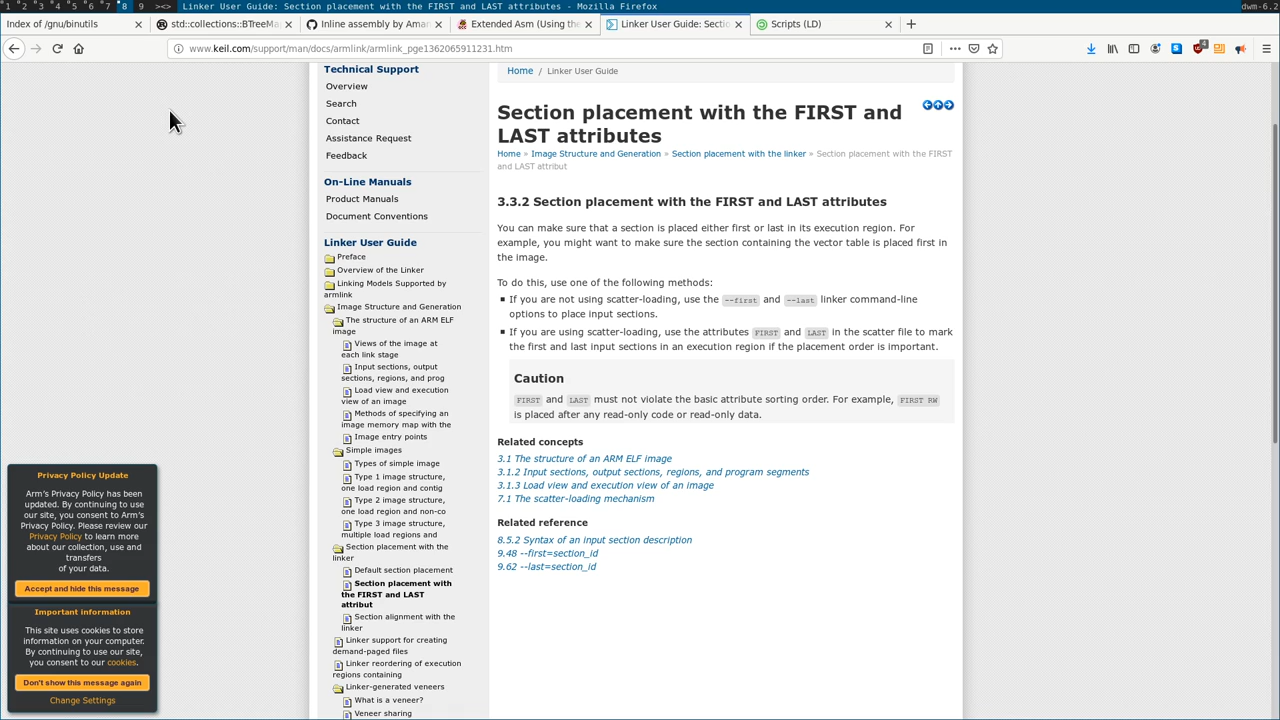 1 2 3 4 5 6 7 8 9 ><> Linker User Guide: Section placement with the FIRST and LAST attributes - Mozilla Firefox dwm-6.2
Index of /gnu/binutils
std::collections::BTreeMap
Inline assembly by Aman
Extended Asm (Using the
Linker User Guide: Sectio
Scripts (LD)
www.keil.com/support/man/docs/armlink/armlink_pge1362065911231.htm
Technical Support
Overview
Search
Contact
Assistance Request
Feedback
On-Line Manuals
Product Manuals
Document Conventions
Linker User Guide
Preface
Overview of the Linker
Linking Models Supported by
armlink
Image Structure and Generation
The structure of an ARM ELF
image
Views of the image at
each link stage
Input sections, output
sections, regions, and prog
Load view and execution
view of an image
Methods of specifying an
image memory map with the
Image entry points
Simple images
Types of simple image
Type 1 image structure,
one load region and contig
Type 2 image structure,
one load region and non-co
Type 3 image structure,
multiple load regions and
Section placement with the
linker
Default section placement
Section placement with
the FIRST and LAST
attribut
Section alignment with the
linker
Linker support for creating
demand-paged files
Linker reordering of execution
regions containing
Linker-generated veneers
What is a veneer?
Veneer sharing
Home / Linker User Guide
Section placement with the FIRST and
LAST attributes
Home » Image Structure and Generation » Section placement with the linker » Section placement with the FIRST
and LAST attribut
3.3.2 Section placement with the FIRST and LAST attributes
You can make sure that a section is placed either first or last in its execution region. For
example, you might want to make sure the section containing the vector table is placed first in
the image.
To do this, use one of the following methods:
If you are not using scatter-loading, use the --first and --last linker command-line
options to place input sections.
If you are using scatter-loading, use the attributes FIRST and LAST in the scatter file to mark
the first and last input sections in an execution region if the placement order is important.
Caution
FIRST and LAST must not violate the basic attribute sorting order. For example, FIRST RW
is placed after any read-only code or read-only data.
Related concepts
3.1 The structure of an ARM ELF image
3.1.2 Input sections, output sections, regions, and program segments
3.1.3 Load view and execution view of an image
7.1 The scatter-loading mechanism
Related reference
8.5.2 Syntax of an input section description
9.48 --first=section_id
9.62 --last=section_id
Privacy Policy Update
Arm's Privacy Policy has been
updated. By continuing to use
our site, you consent to Arm's
Privacy Policy. Please review our
Privacy Policy to learn more
about our collection, use and
transfers
of your data.
Accept and hide this message
Important information
This site uses cookies to store
information on your computer.
By continuing to use our site,
you consent to our cookies.
Don't show this message again
Change Settings